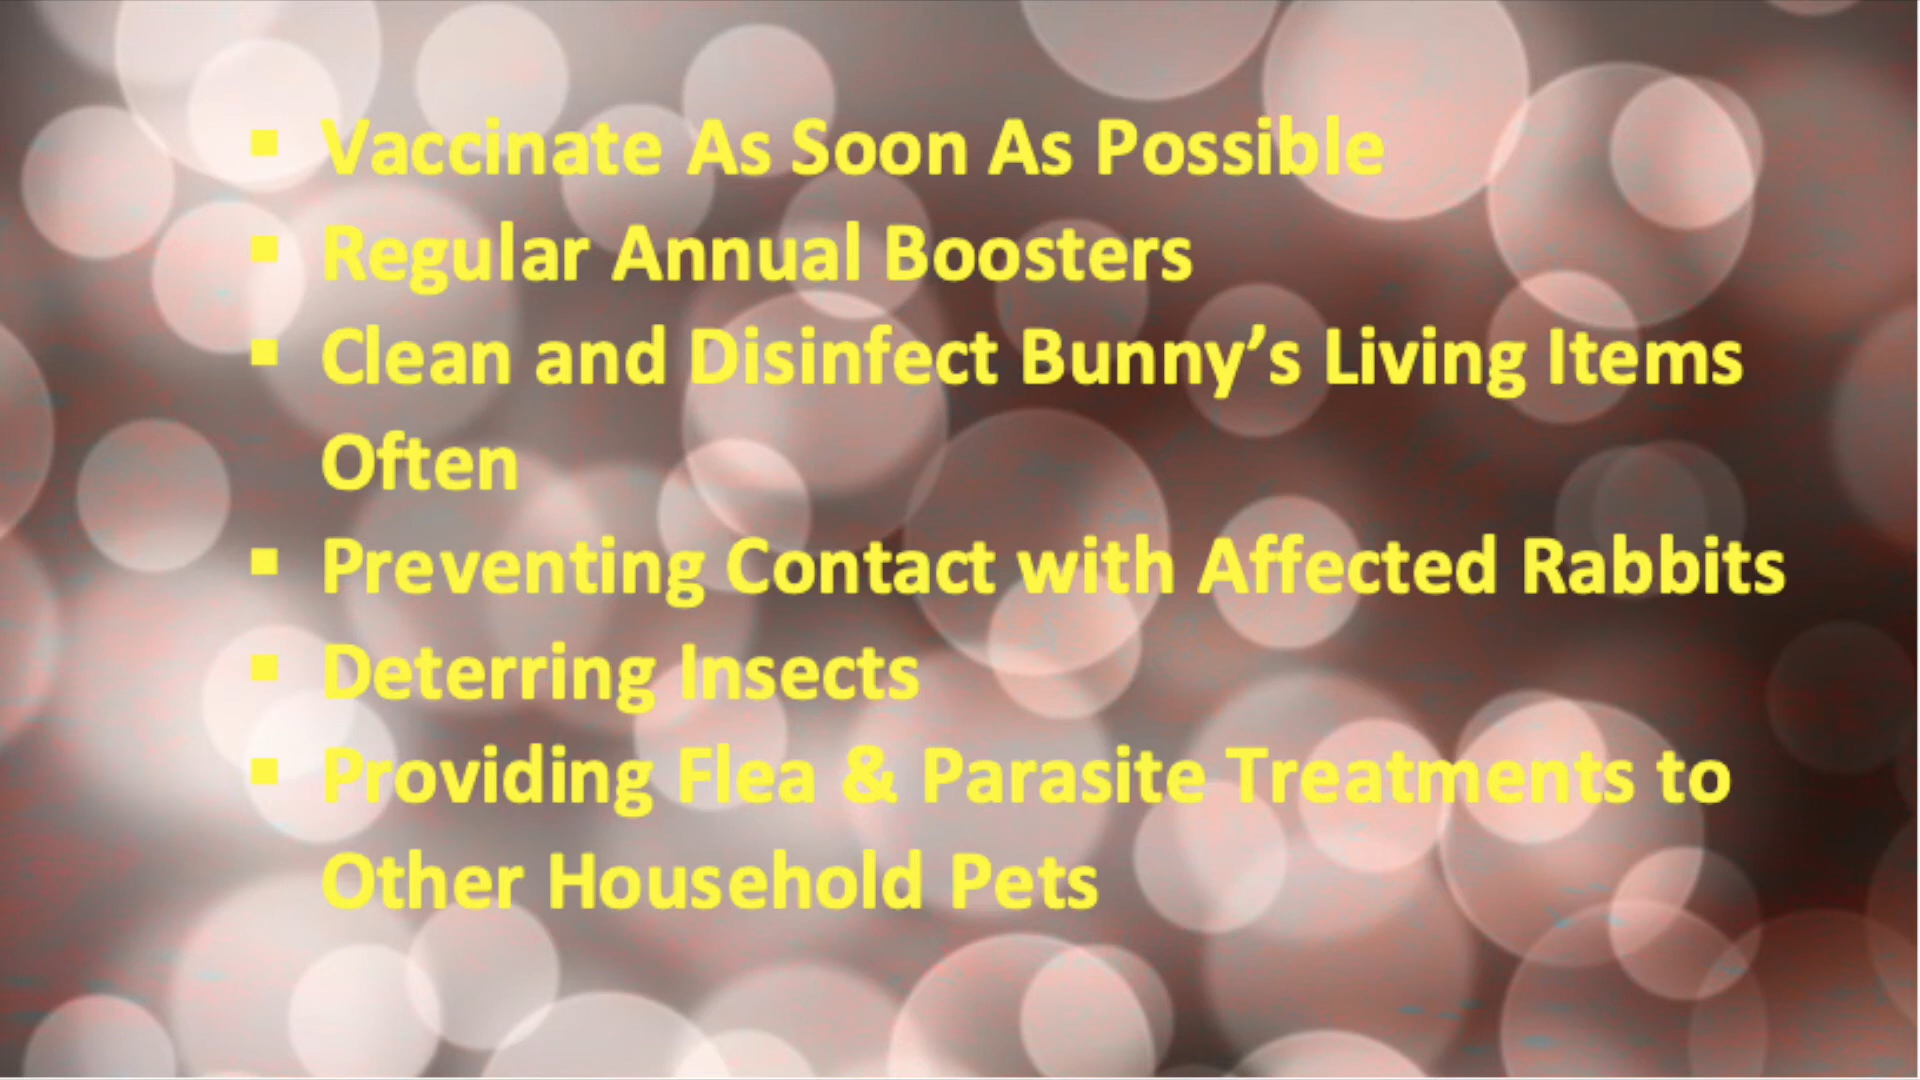 ▪ Vaccinate As Soon As Possible
▪ Regular Annual Boosters
▪ Clean and Disinfect Bunny’s Living Items
Often
▪ Preventing Contact with Affected Rabbits
▪ Deterring Insects
▪ Providing Flea & Parasite Treatments to
Other Household Pets